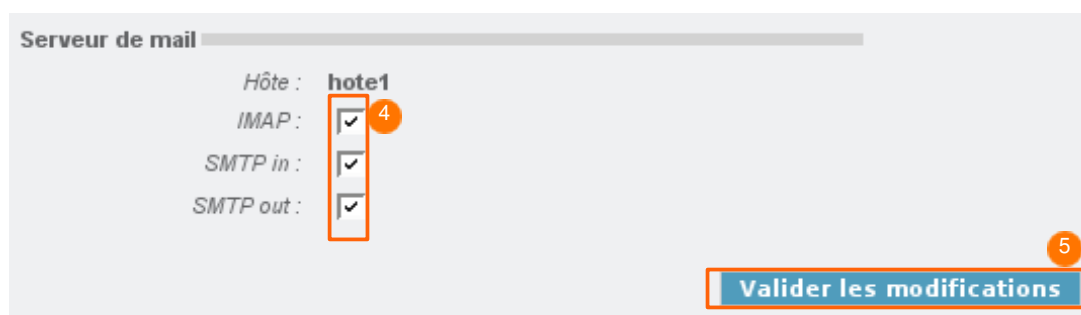 Serveur de mail
Hôte : hote1
IMAP : 4
SMTP in :
SMTP out :
5
Valider les modifications